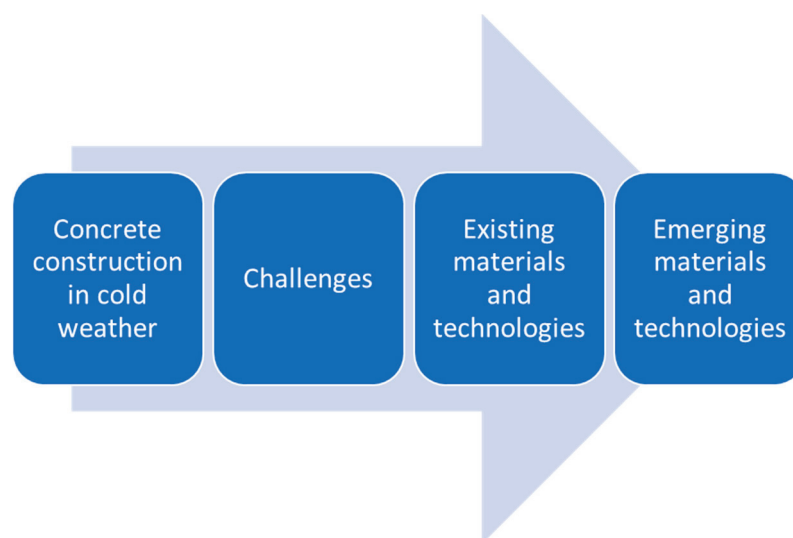 Concrete
construction
in cold
weather
Challenges
Existing
materials
and
technologies
Emerging
materials
and
technologies